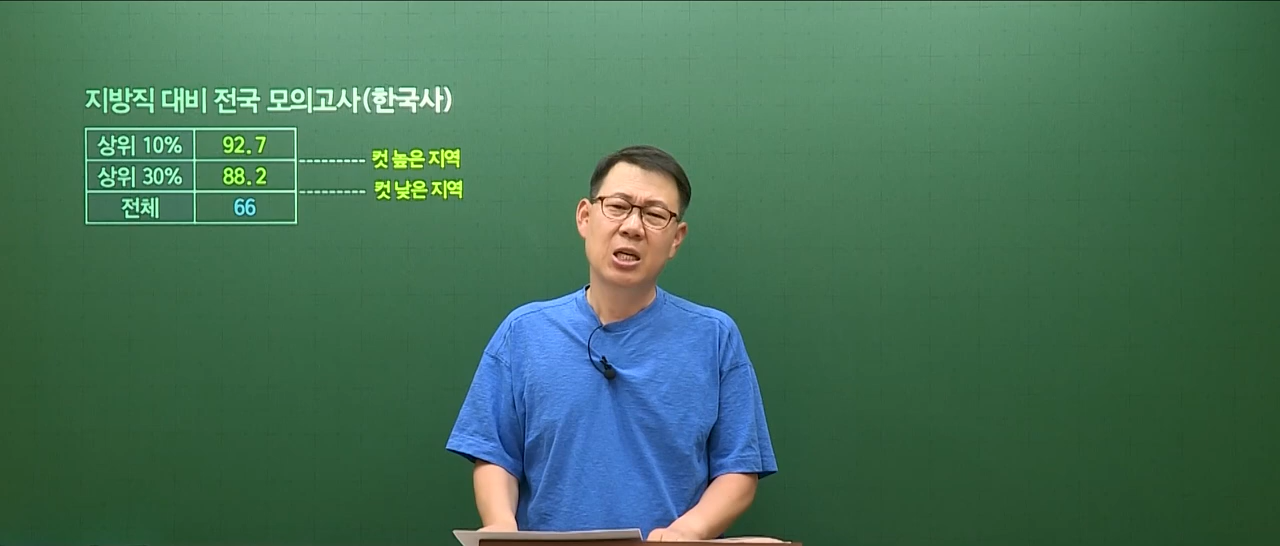 지방직 대비 전국 모의고사(한국사)
상위 10% 92.7
컷 높은 지역
상위 30% 88.2
컷 낮은 지역
전체 66